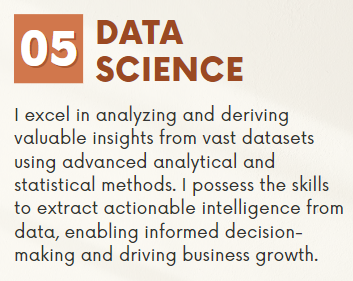 05 DATA
SCIENCE
I excel in analyzing and deriving
valuable insights from vast datasets
using advanced analytical and
statistical methods. I possess the skills
to extract actionable intelligence from
data, enabling informed decision-
making and driving business growth.